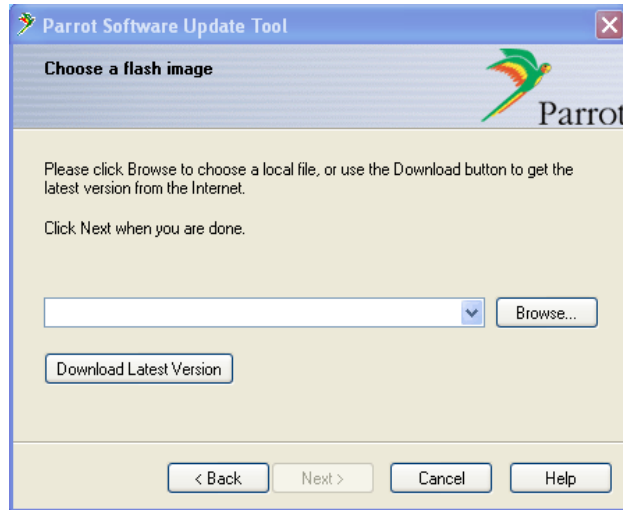 Parrot Software Update Tool
Choose a flash image
Parrot
Please click Browse to choose a local file, or use the Download button to get the
latest version from the Internet.
Click Next when you are done.
Browse...
Download Latest Version
< Back
Next >
Cancel
Help